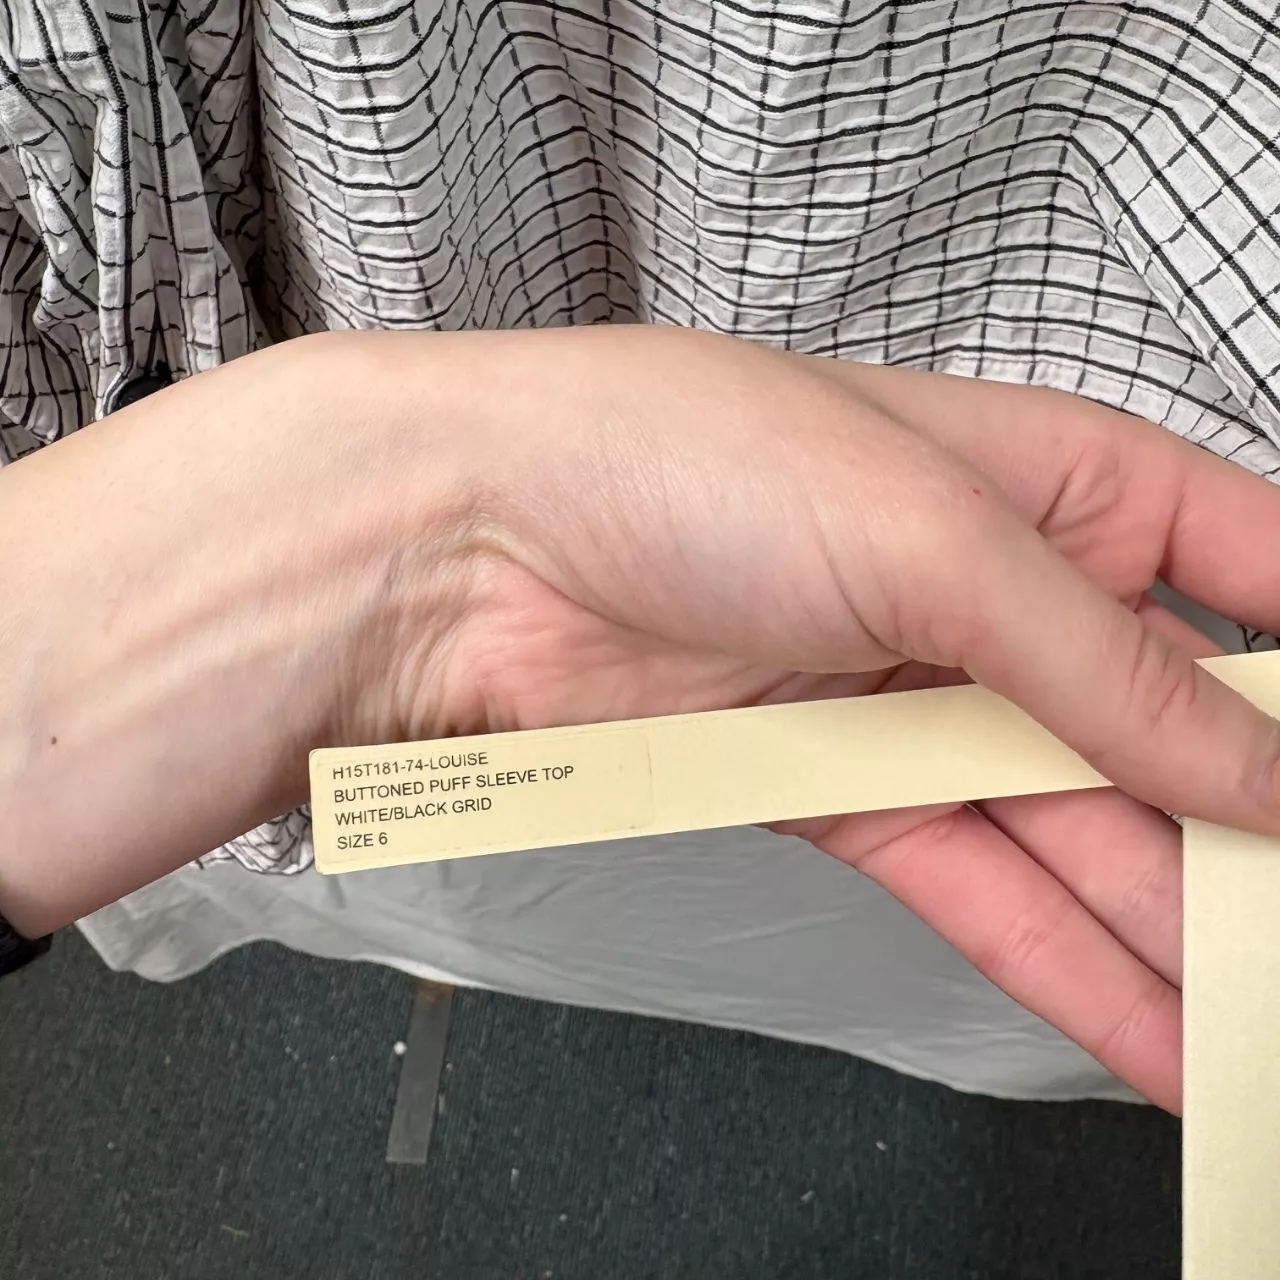 H15T181-74-LOUISE
BUTTONED PUFF SLEEVE TOP
WHITE/BLACK GRID
SIZE 6